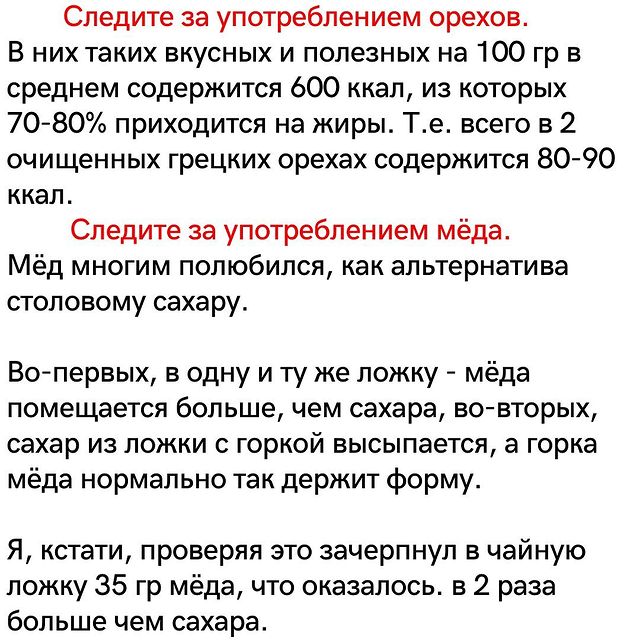 Следите за употреблением орехов.
В них таких вкусных и полезных на 100 гр в
среднем содержится 600 ккал, из которых
70-80% приходится на жиры. Т.е. всего в 2
очищенных грецких орехах содержится 80-90
ккал.
Следите за употреблением мёда.
Мёд многим полюбился, как альтернатива
столовому сахару.
Во-первых, в одну и ту же ложку - мёда
помещается больше, чем сахара, во-вторых,
сахар из ложки с горкой высыпается, а горка
мёда нормально так держит форму.
Я, кстати, проверяя это зачерпнул в чайную
ложку 35 гр мёда, что оказалось. в 2 раза
больше чем сахара.